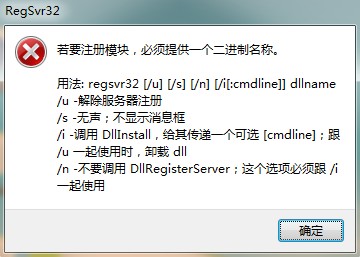 RegSvr32
若要注册模块，必须提供一个二进制名称。
用法: regsvr32 [/u] [/s] [/n] [/i[:cmdline]] dllname
/u -解除服务器注册
/s -无声；不显示消息框
/i -调用 DllInstall，给其传递一个可选 [cmdline]；跟
/u 一起使用时，卸载 dll
/n -不要调用 DllRegisterServer；这个选项必须跟 /i
一起使用
确定